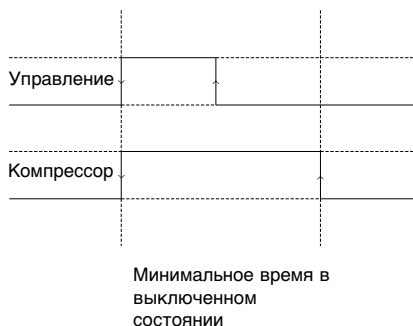 Управление
Компрессор
Минимальное время в
выключенном
состоянии